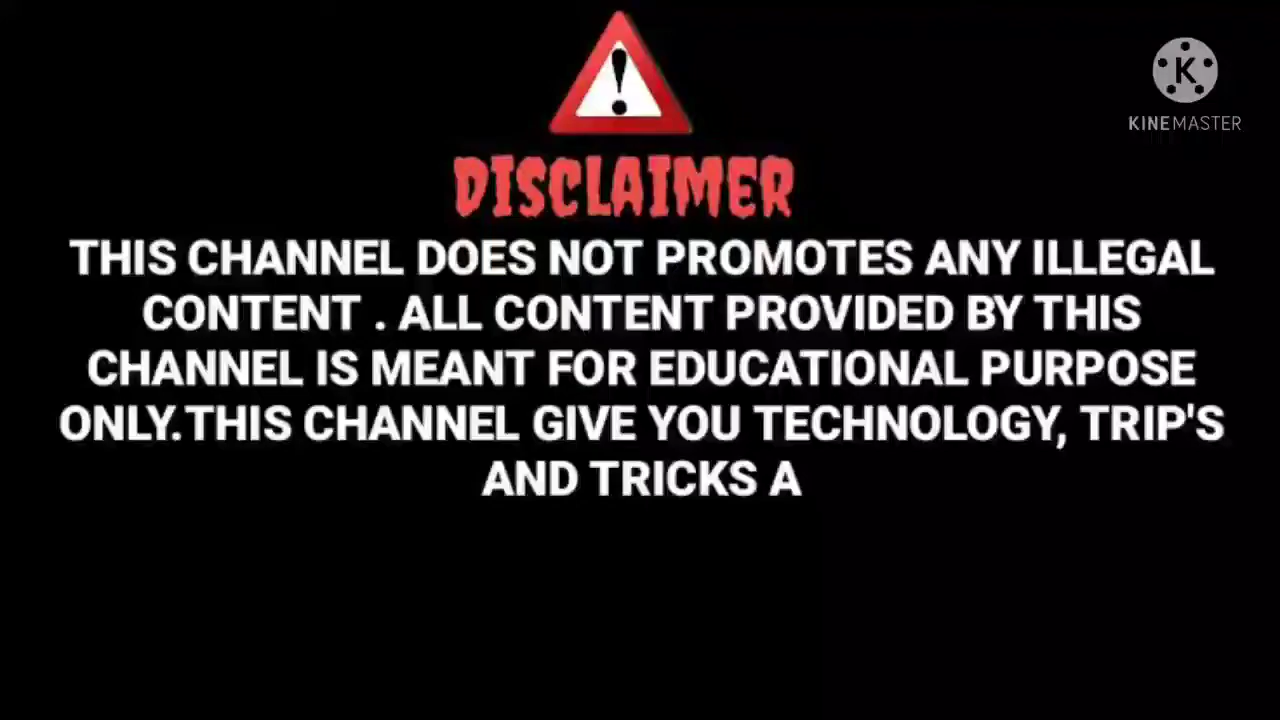 KINEMASTER
DISCLAIMER
THIS CHANNEL DOES NOT PROMOTES ANY ILLEGAL
CONTENT . ALL CONTENT PROVIDED BY THIS
CHANNEL IS MEANT FOR EDUCATIONAL PURPOSE
ONLY.THIS CHANNEL GIVE YOU TECHNOLOGY, TRIP'S
AND TRICKS A